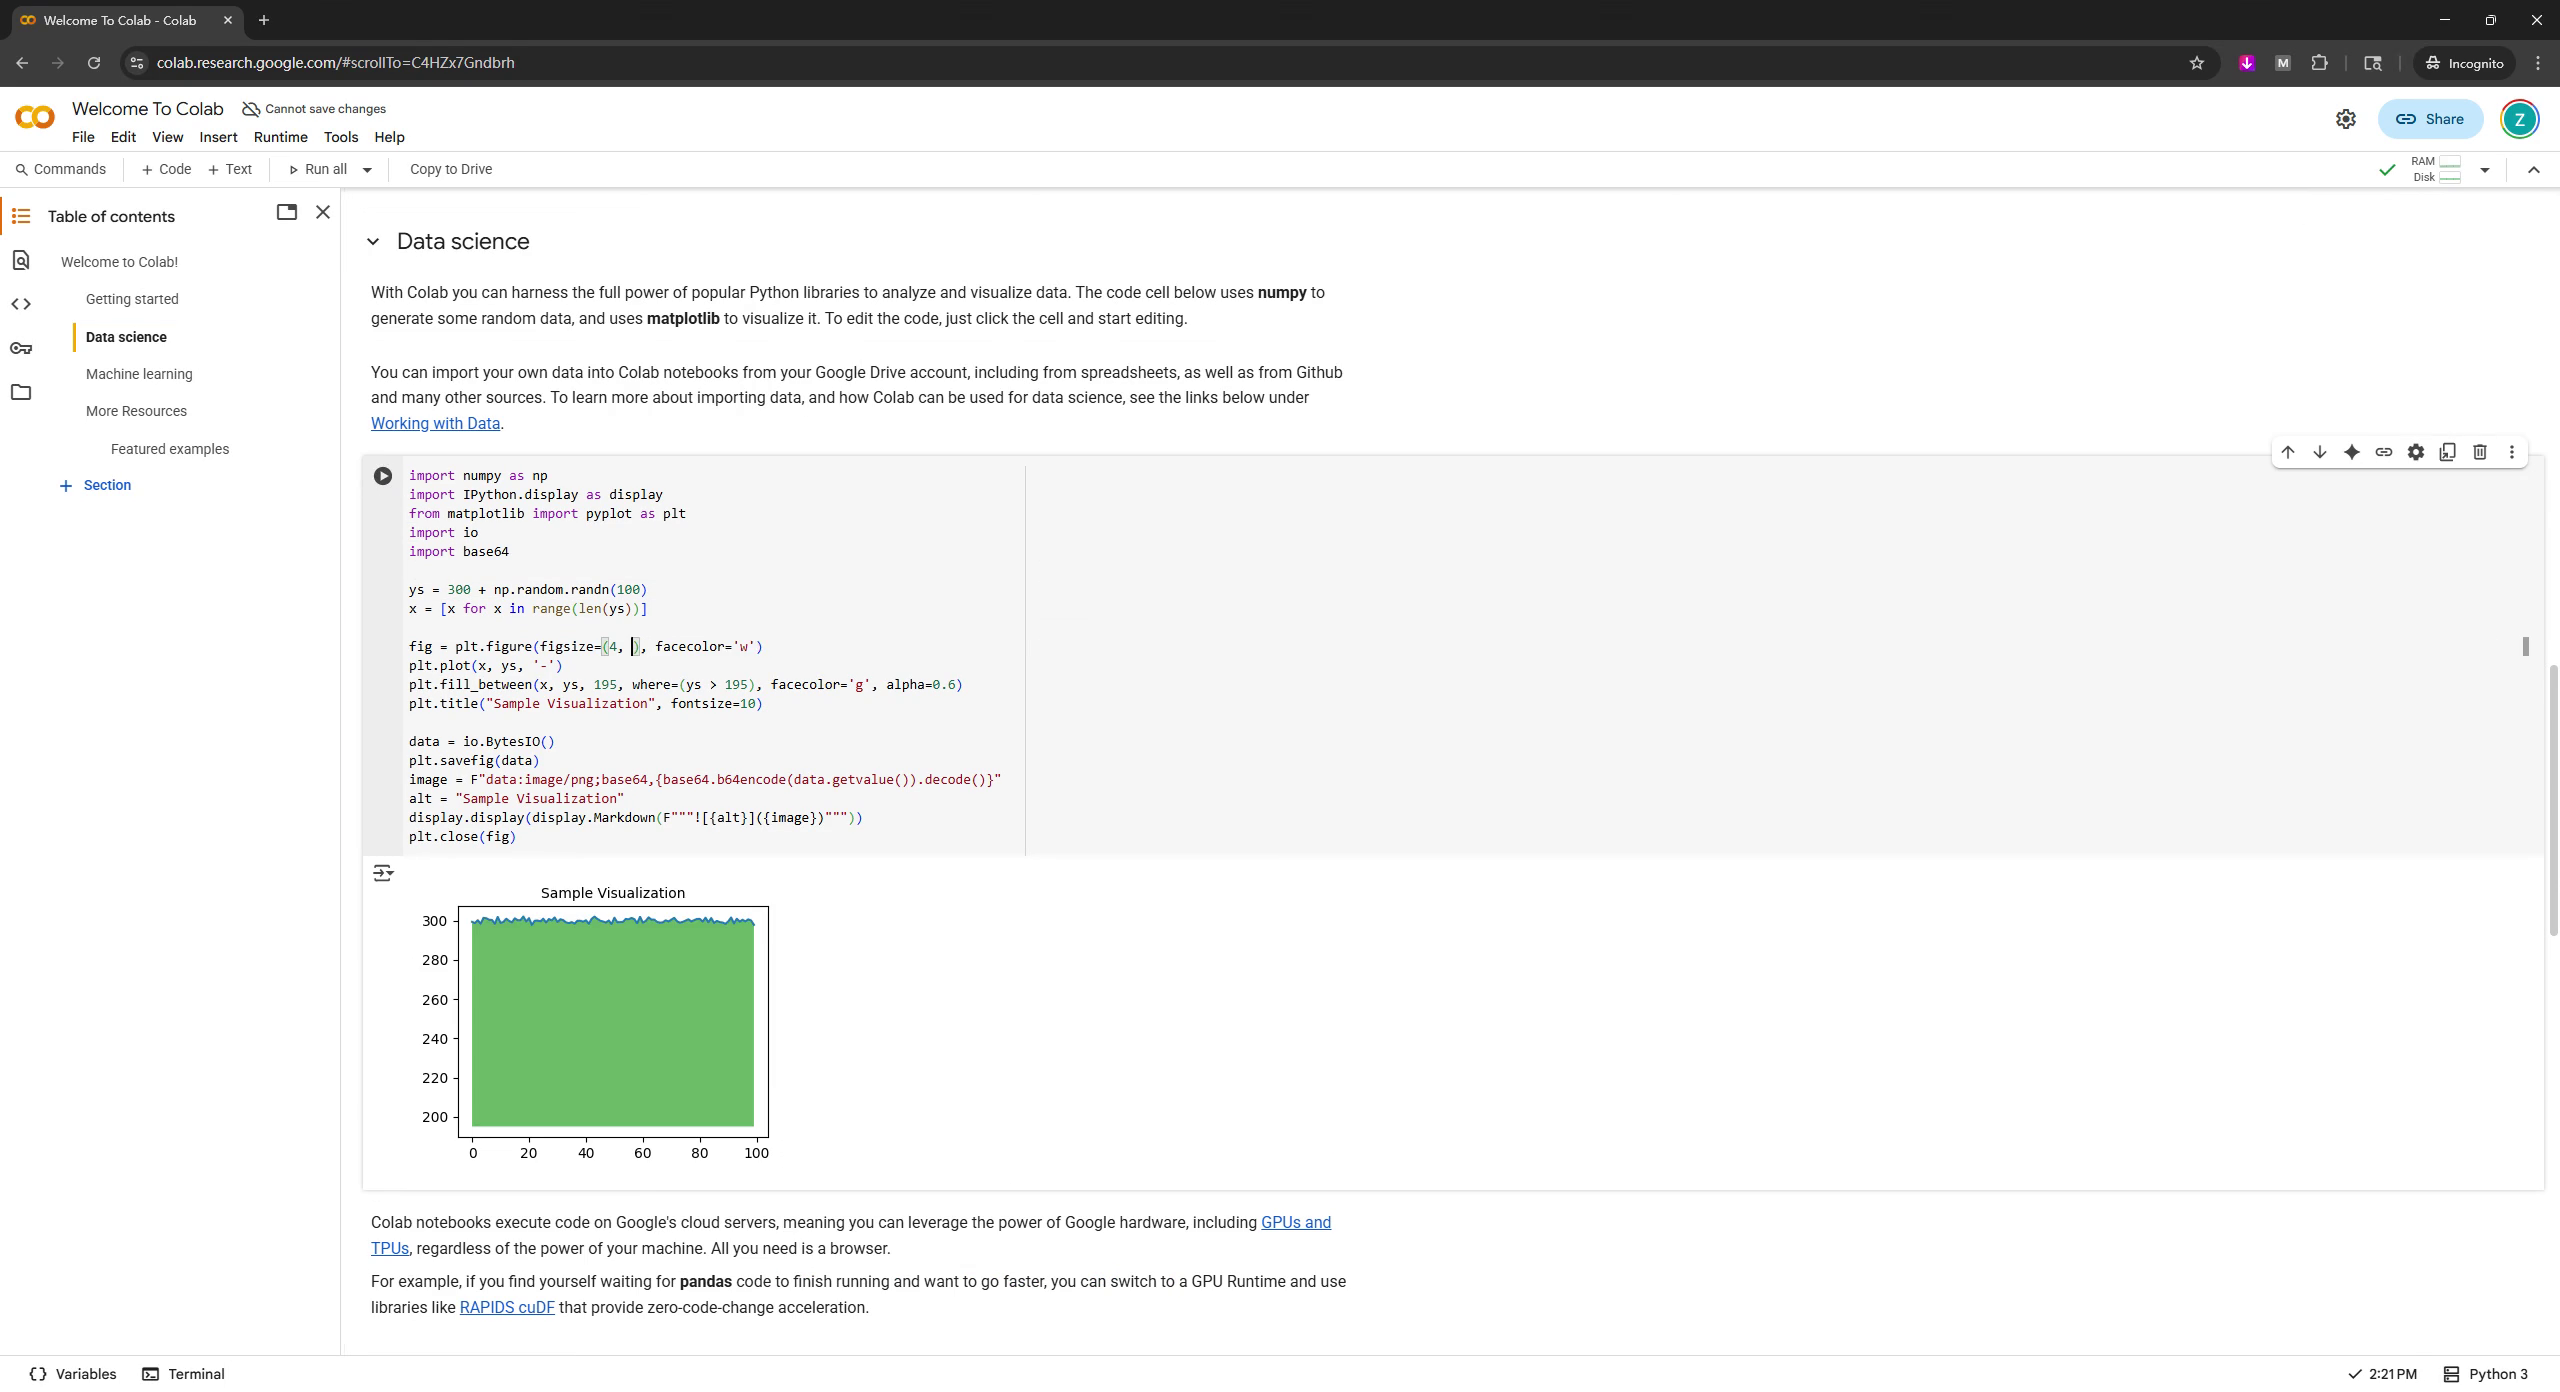 Welcome To Colab - Colab
colab.research.google.com/#scrollTo=C4HZx7Gndbrh
M
Incognito
Welcome To Colab
Cannot save changes
File Edit View Insert Runtime Tools Help
Share
Z
Commands
+ Code
+ Text
Run all
Copy to Drive
RAM
Disk
Table of contents
Welcome to Colab!
Getting started
Data science
Machine learning
More Resources
Featured examples
+ Section
Data science
With Colab you can harness the full power of popular Python libraries to analyze and visualize data. The code cell below uses numpy to
generate some random data, and uses matplotlib to visualize it. To edit the code, just click the cell and start editing.
You can import your own data into Colab notebooks from your Google Drive account, including from spreadsheets, as well as from Github
and many other sources. To learn more about importing data, and how Colab can be used for data science, see the links below under
Working with Data.
import numpy as np
import IPython.display as display
from matplotlib import pyplot as plt
import io
import base64
ys = 300 + np.random.randn(100)
x = [x for x in range(len(ys))]
fig = plt.figure(figsize=(4, ), facecolor='w')
plt.plot(x, ys, '-')
plt.fill_between(x, ys, 195, where=(ys > 195), facecolor='g', alpha=0.6)
plt.title("Sample Visualization", fontsize=10)
data = io.BytesIO()
plt.savefig(data)
image = F"data:image/png;base64,{base64.b64encode(data.getvalue()).decode()}"
alt = "Sample Visualization"
display.display(display.Markdown(F"""![{alt}]({image})"""))
plt.close(fig)
Sample Visualization
300
280
260
240
220
200
0 20 40 60 80 100
Colab notebooks execute code on Google's cloud servers, meaning you can leverage the power of Google hardware, including GPUs and
TPUs, regardless of the power of your machine. All you need is a browser.
For example, if you find yourself waiting for pandas code to finish running and want to go faster, you can switch to a GPU Runtime and use
libraries like RAPIDS cuDF that provide zero-code-change acceleration.
Variables
Terminal
2:21 PM
Python 3